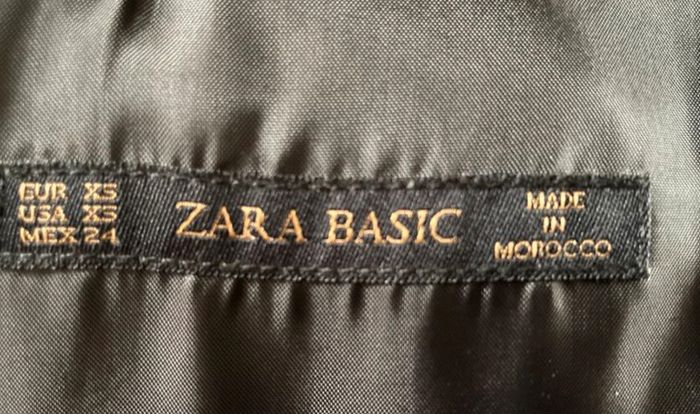 EUR XS
USA XS
MEX 24
ZARA BASIC
MADE
IN
MOROCCO